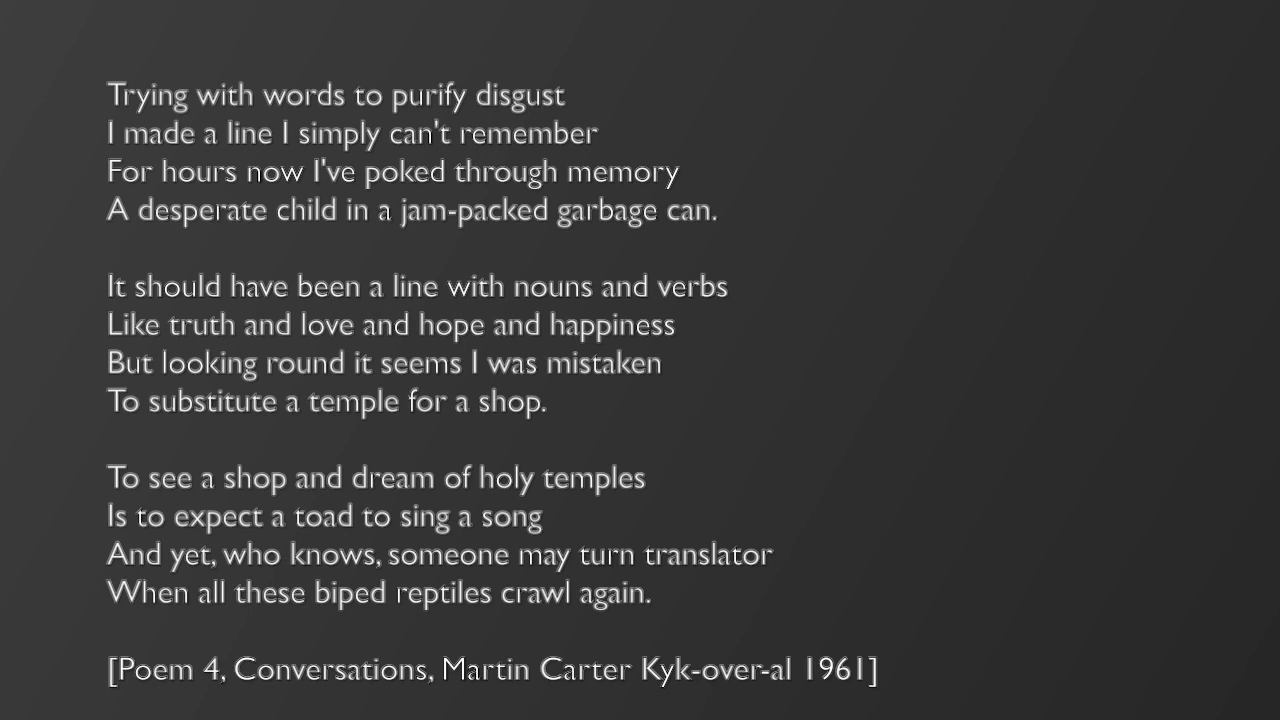 Trying with words to purify disgust
I made a line I simply can't remember
For hours now I've poked through memory
A desperate child in a jam-packed garbage can.
It should have been a line with nouns and verbs
Like truth and love and hope and happiness
But looking round it seems I was mistaken
To substitute a temple for a shop.
To see a shop and dream of holy temples
Is to expect a toad to sing a song
And yet, who knows, someone may turn translator
When all these biped reptiles crawl again.
[Poem 4, Conversations, Martin Carter Kyk-over-al 1961]